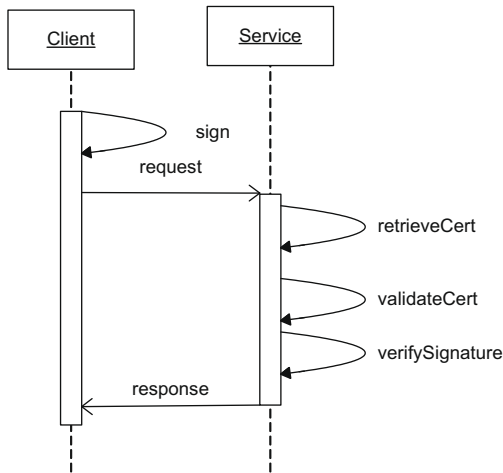 Client
Service
sign
request
retrieveCert
validateCert
verifySignature
response